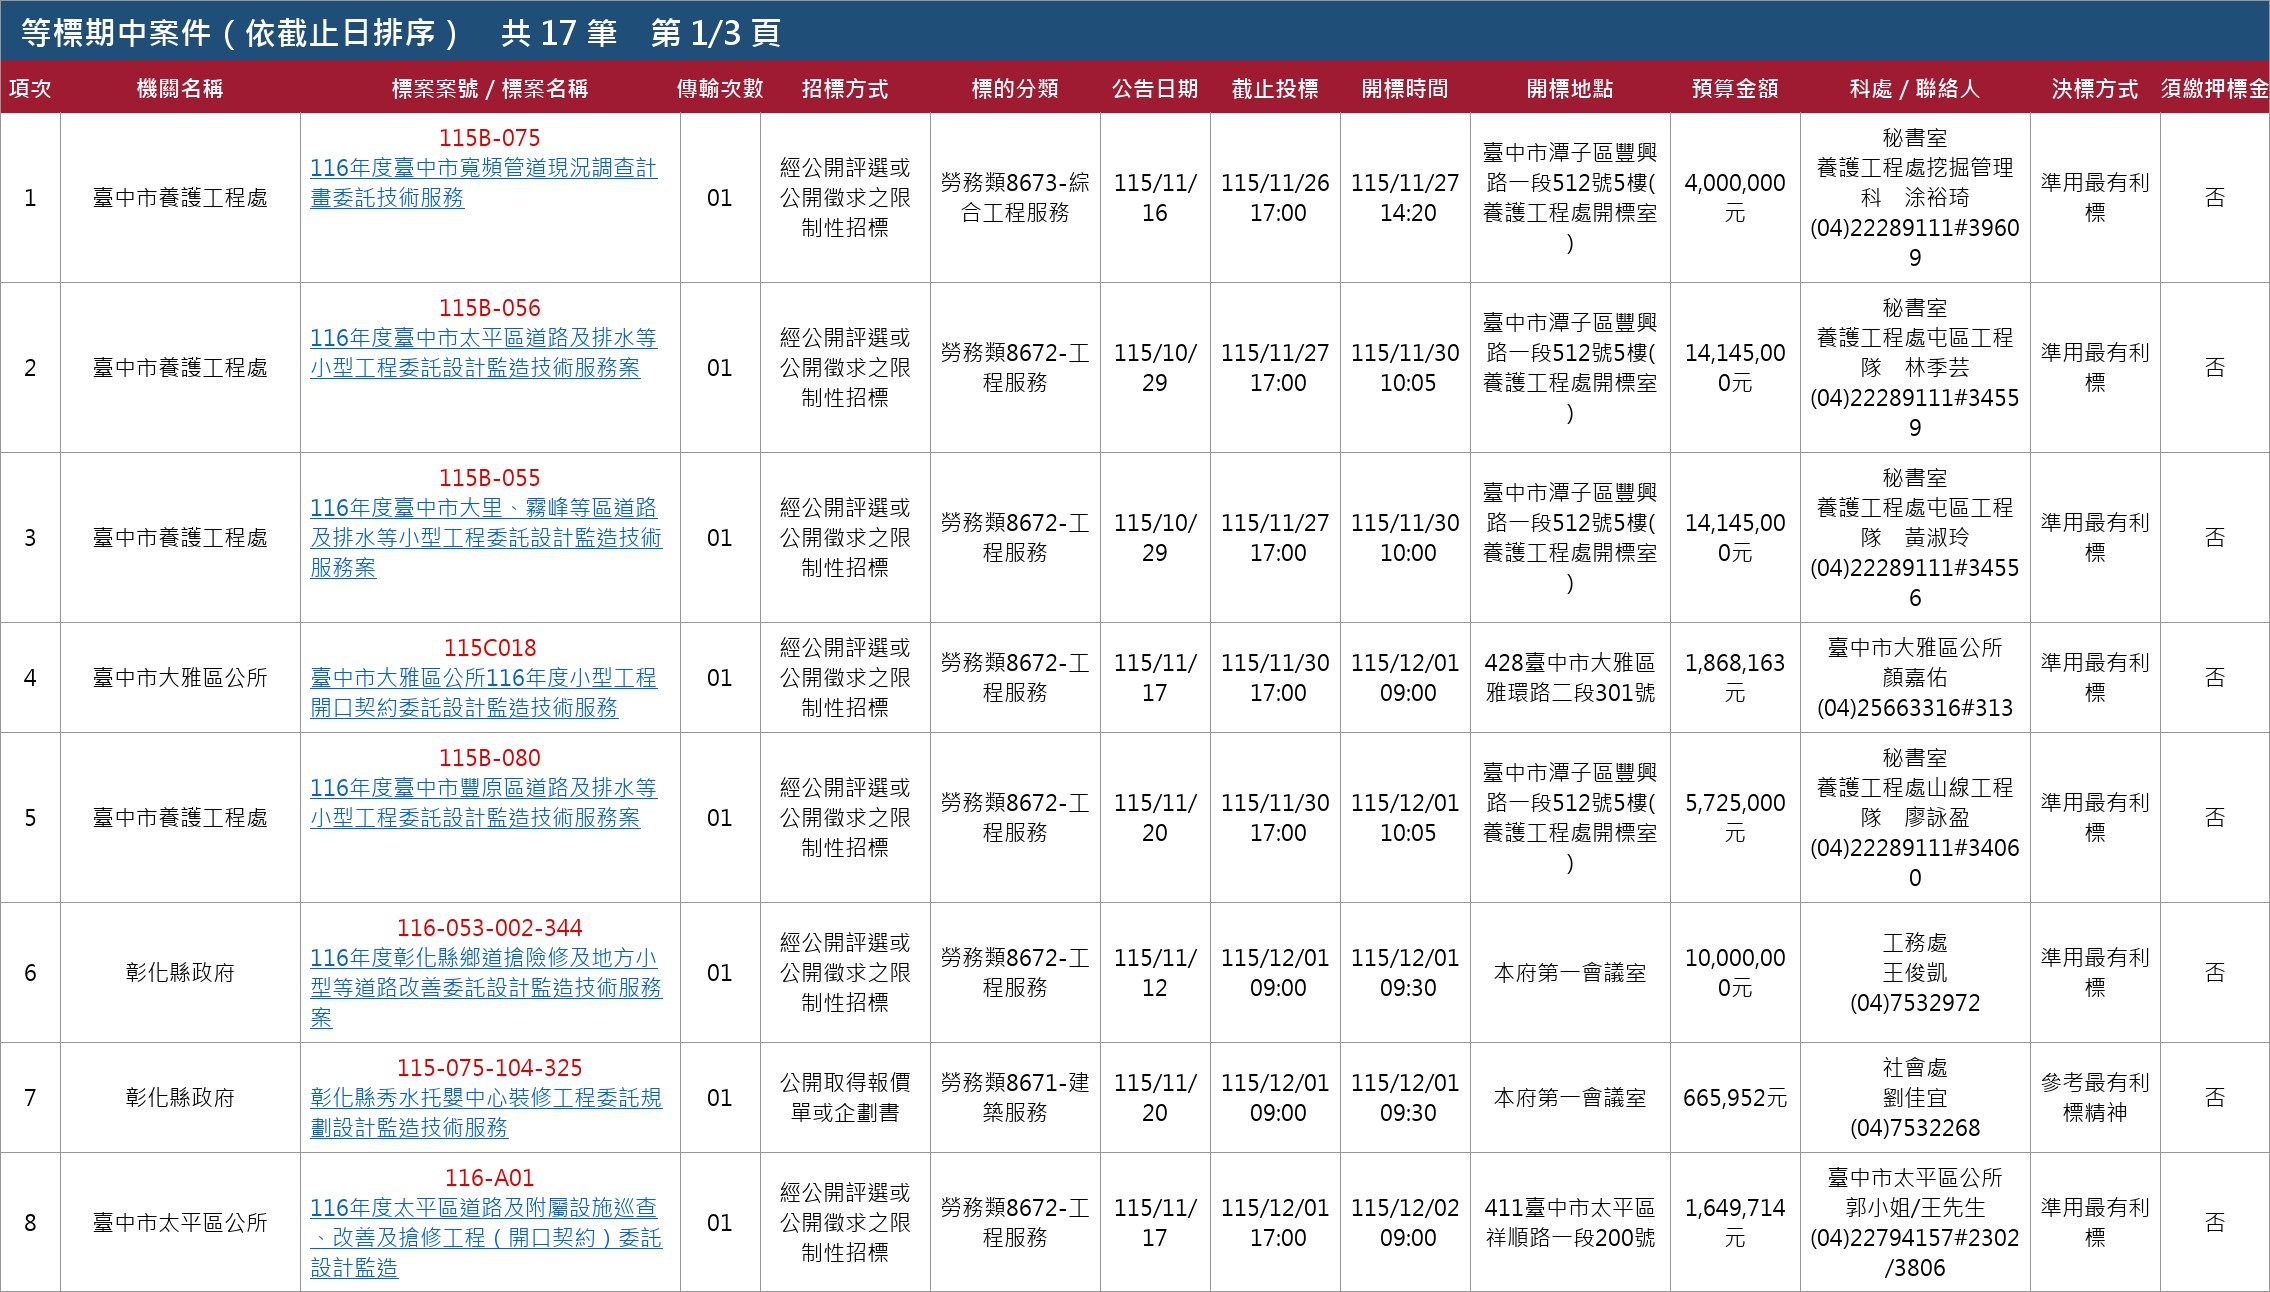 等標期中案件（依截止日排序）　共 17 筆　第 1/3 頁
項次 機關名稱 標案案號 / 標案名稱 傳輸次數 招標方式 標的分類 公告日期 截止投標 開標時間 開標地點 預算金額 科處 / 聯絡人 決標方式 須繳押標金
1
臺中市養護工程處
115B-075
116年度臺中市寬頻管道現況調查計
畫委託技術服務
01
經公開評選或
公開徵求之限
制性招標
勞務類8673-綜
合工程服務
115/11/
16
115/11/26
17:00
115/11/27
14:20
臺中市潭子區豐興
路一段512號5樓(
養護工程處開標室
)
4,000,000
元
秘書室
養護工程處挖掘管理
科　涂裕琦
(04)22289111#3960
9
準用最有利
標
否
2
臺中市養護工程處
115B-056
116年度臺中市太平區道路及排水等
小型工程委託設計監造技術服務案
01
經公開評選或
公開徵求之限
制性招標
勞務類8672-工
程服務
115/10/
29
115/11/27
17:00
115/11/30
10:05
臺中市潭子區豐興
路一段512號5樓(
養護工程處開標室
)
14,145,00
0元
秘書室
養護工程處屯區工程
隊　林季芸
(04)22289111#3455
9
準用最有利
標
否
3
臺中市養護工程處
115B-055
116年度臺中市大里、霧峰等區道路
及排水等小型工程委託設計監造技術
服務案
01
經公開評選或
公開徵求之限
制性招標
勞務類8672-工
程服務
115/10/
29
115/11/27
17:00
115/11/30
10:00
臺中市潭子區豐興
路一段512號5樓(
養護工程處開標室
)
14,145,00
0元
秘書室
養護工程處屯區工程
隊　黃淑玲
(04)22289111#3455
6
準用最有利
標
否
4
臺中市大雅區公所
115C018
臺中市大雅區公所116年度小型工程
開口契約委託設計監造技術服務
01
經公開評選或
公開徵求之限
制性招標
勞務類8672-工
程服務
115/11/
17
115/11/30
17:00
115/12/01
09:00
428臺中市大雅區
雅環路二段301號
1,868,163
元
臺中市大雅區公所
顏嘉佑
(04)25663316#313
準用最有利
標
否
5
臺中市養護工程處
115B-080
116年度臺中市豐原區道路及排水等
小型工程委託設計監造技術服務案
01
經公開評選或
公開徵求之限
制性招標
勞務類8672-工
程服務
115/11/
20
115/11/30
17:00
115/12/01
10:05
臺中市潭子區豐興
路一段512號5樓(
養護工程處開標室
)
5,725,000
元
秘書室
養護工程處山線工程
隊　廖詠盈
(04)22289111#3406
0
準用最有利
標
否
6
彰化縣政府
116-053-002-344
116年度彰化縣鄉道搶險修及地方小
型等道路改善委託設計監造技術服務
案
01
經公開評選或
公開徵求之限
制性招標
勞務類8672-工
程服務
115/11/
12
115/12/01
09:00
115/12/01
09:30
本府第一會議室
10,000,00
0元
工務處
王俊凱
(04)7532972
準用最有利
標
否
7
彰化縣政府
115-075-104-325
彰化縣秀水托嬰中心裝修工程委託規
劃設計監造技術服務
01
公開取得報價
單或企劃書
勞務類8671-建
築服務
115/11/
20
115/12/01
09:00
115/12/01
09:30
本府第一會議室
665,952元
社會處
劉佳宜
(04)7532268
參考最有利
標精神
否
8
臺中市太平區公所
116-A01
116年度太平區道路及附屬設施巡查
、改善及搶修工程（開口契約）委託
設計監造
01
經公開評選或
公開徵求之限
制性招標
勞務類8672-工
程服務
115/11/
17
115/12/01
17:00
115/12/02
09:00
411臺中市太平區
祥順路一段200號
1,649,714
元
臺中市太平區公所
郭小姐/王先生
(04)22794157#2302
/3806
準用最有利
標
否